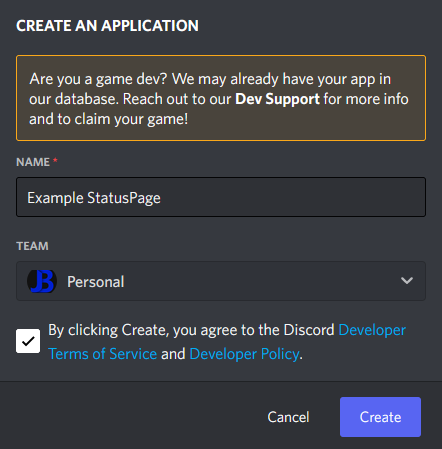 CREATE AN APPLICATION
Are you a game dev? We may already have your app in
our database. Reach out to our Dev Support for more info
and to claim your game!
NAME *
Example StatusPage
TEAM
JB Personal
By clicking Create, you agree to the Discord Developer
Terms of Service and Developer Policy.
Cancel Create